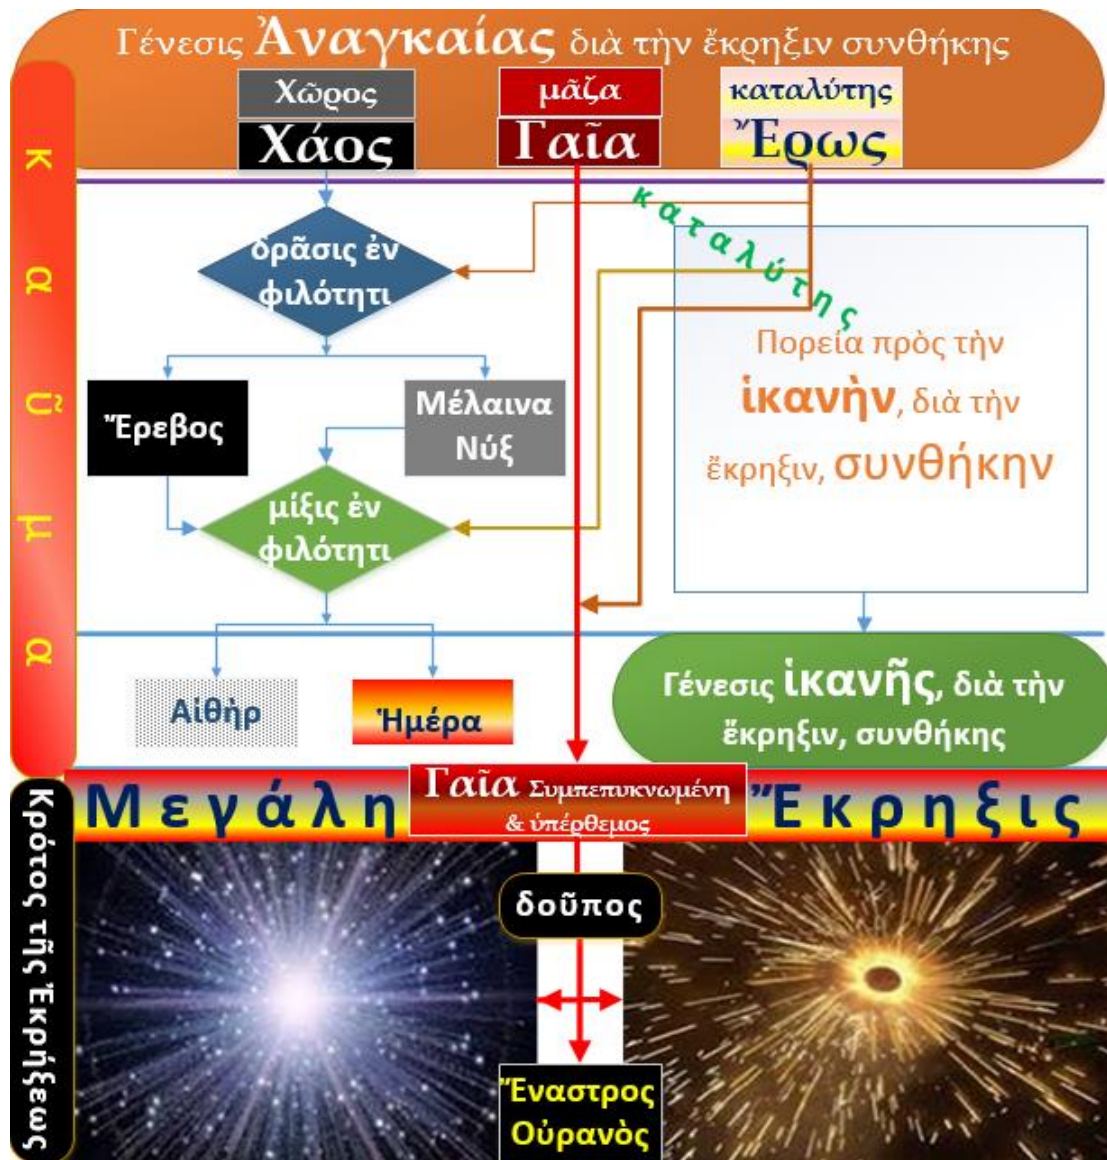 Γένεσις Ἀναγκαίας διὰ τὴν ἔκρηξιν συνθήκης
Χῶρος
Χάος
μᾶζα
Γαῖα
καταλύτης
Ἔρως
καῦμα
καταλύτης
δρᾶσις ἐν
φιλότητι
Ἔρεβος
Μέλαινα
Νύξ
μίξις ἐν
φιλότητι
Πορεία πρὸς τὴν
ἱκανὴν, διὰ τὴν
ἔκρηξιν, συνθήκην
Αἰθὴρ
Ἡμέρα
Γένεσις ἱκανῆς, διὰ τὴν
ἔκρηξιν, συνθήκης
Μεγάλη
Γαῖα Συμπεπυκνωμένη
& ὑπέρθεμος
Ἔκρηξις
Κρότος τῆς Ἐκρήξεως
δοῦπος
Ἔναστρος
Οὐρανὸς